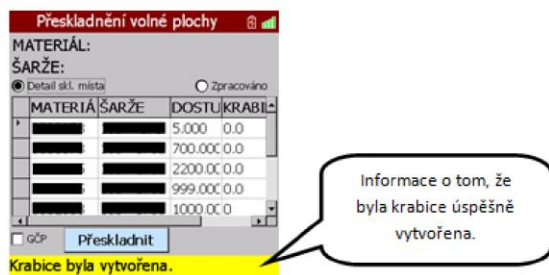 Přeskladnění volné plochy
MATERIÁL:
ŠARŽE:
Detail skl. místa Zpracováno
MATERIÁ ŠARŽE DOSTU KRABI
5.000 0.0
700.000 0.0
2200.00 0.0
999.000 0.0
1000.00 0
GČP Přeskladnit
Krabice byla vytvořena.
Informace o tom, že
byla krabice úspěšně
vytvořena.